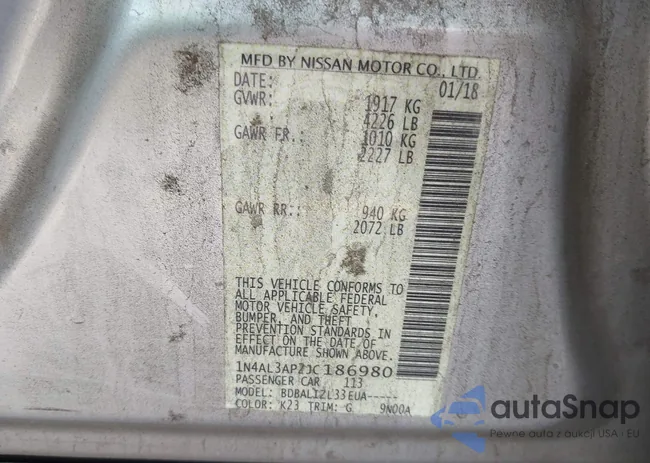 MFD BY NISSAN MOTOR CO., LTD.
DATE: 01/18
GVWR: 1917 KG
4226 LB
GAWR FR.: 1010 KG
2227 LB
GAWR RR.: 940 KG
2072 LB
THIS VEHICLE CONFORMS TO
ALL APPLICABLE FEDERAL
MOTOR VEHICLE SAFETY,
BUMPER, AND THEFT
PREVENTION STANDARDS IN
EFFECT ON THE DATE OF
MANUFACTURE SHOWN ABOVE.
PASSENGER CAR 113
MODEL:
COLOR: K23 TRIM: G 9N00A
autoSnap
Pewne auta z aukcji USA i EU